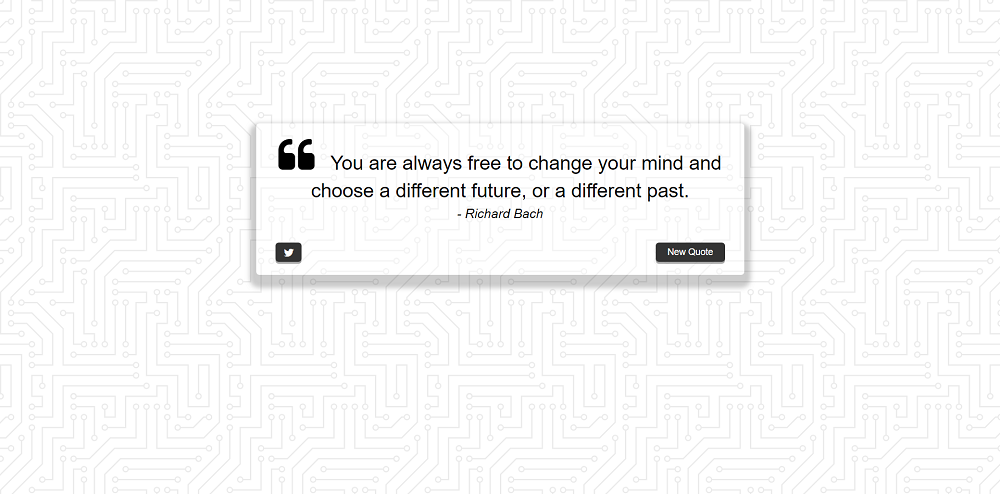 You are always free to change your mind and
choose a different future, or a different past.
- Richard Bach
New Quote